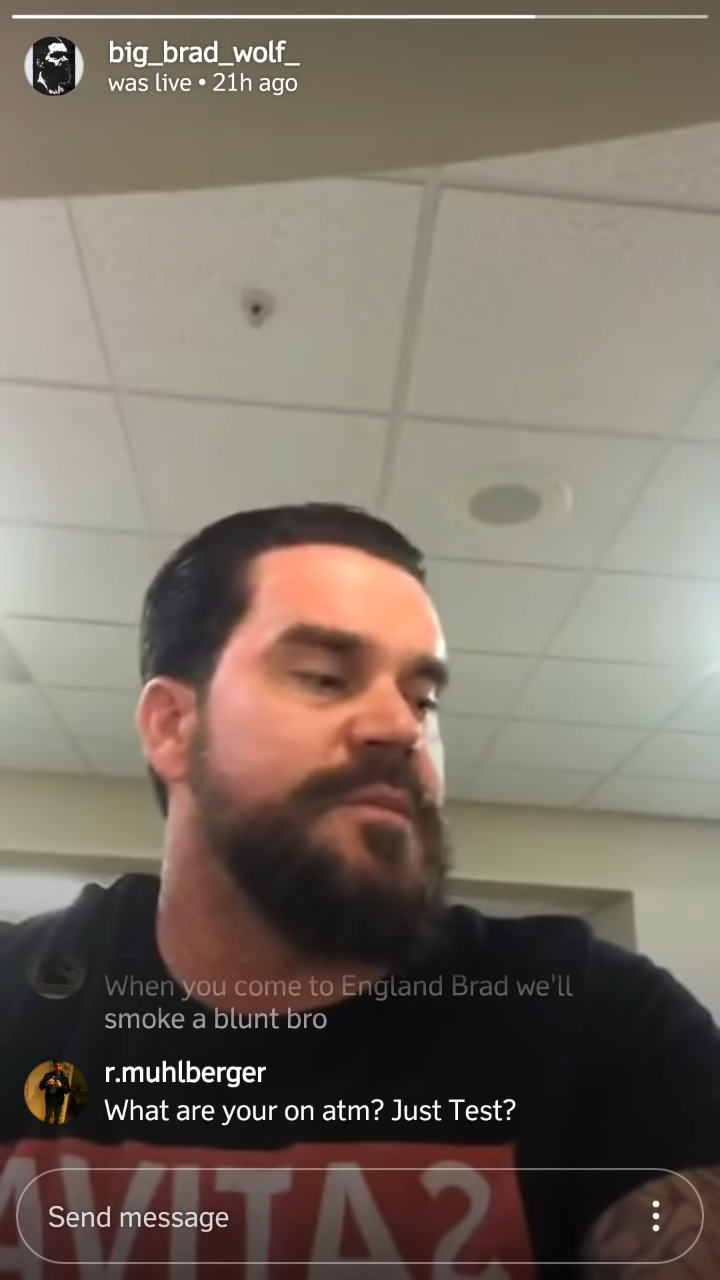 big_brad_wolf_
was live • 21h ago
When you come to England Brad we'll
smoke a blunt bro
r.muhlberger
What are your on atm? Just Test?
SATIVA
Send message